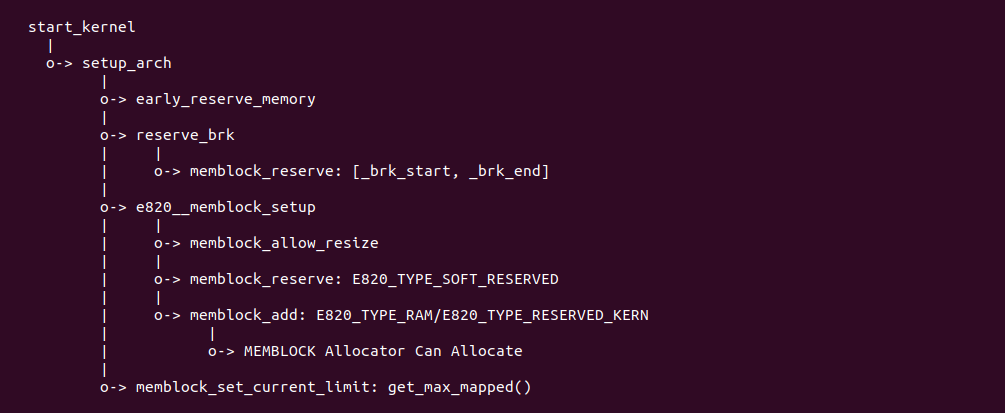 start_kernel
  |
  o-> setup_arch
        |
        o-> early_reserve_memory
        |
        o-> reserve_brk
        |     |
        |     o-> memblock_reserve: [_brk_start, _brk_end]
        |
        o-> e820__memblock_setup
        |     |
        |     o-> memblock_allow_resize
        |     |
        |     o-> memblock_reserve: E820_TYPE_SOFT_RESERVED
        |     |
        |     o-> memblock_add: E820_TYPE_RAM/E820_TYPE_RESERVED_KERN
        |           |
        |           o-> MEMBLOCK Allocator Can Allocate
        |
        o-> memblock_set_current_limit: get_max_mapped()